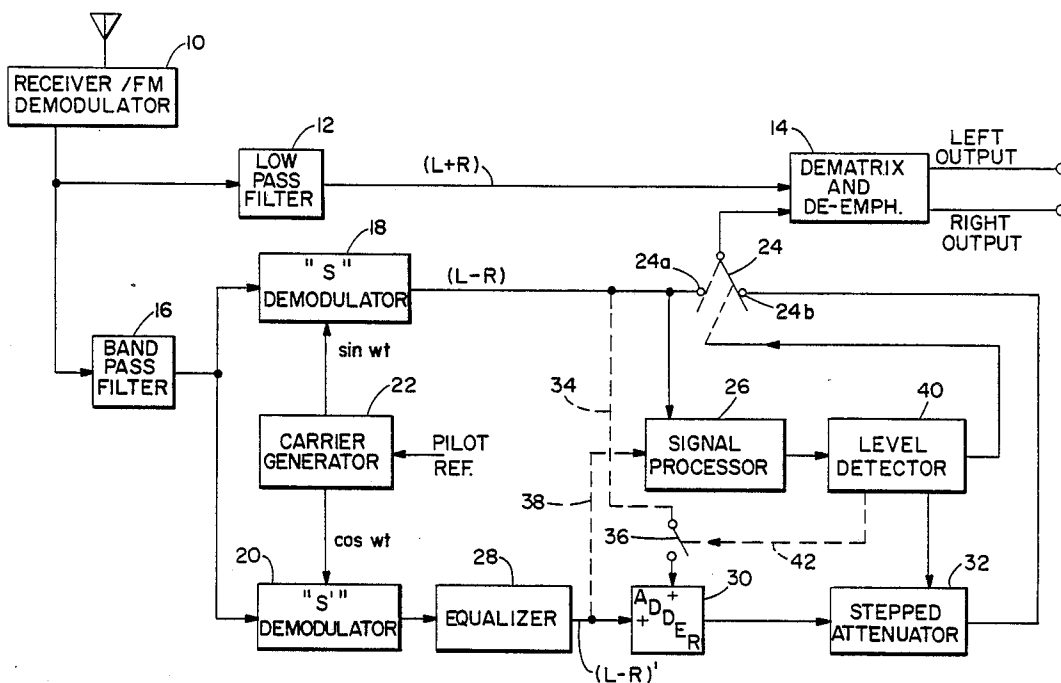 10
RECEIVER /FM
DEMODULATOR
12
LOW
PASS
FILTER
(L+R)
14
DEMATRIX
AND
DE-EMPH.
LEFT
OUTPUT
RIGHT
OUTPUT
18
"S"
DEMODULATOR
(L-R)
24a
24
24b
16
BAND
PASS
FILTER
sin wt
22
CARRIER
GENERATOR
PILOT
REF.
34
26
SIGNAL
PROCESSOR
40
LEVEL
DETECTOR
38
36
42
cos wt
20
"S'"
DEMODULATOR
28
EQUALIZER
(L-R)'
30
+
+
ADDER
32
STEPPED
ATTENUATOR